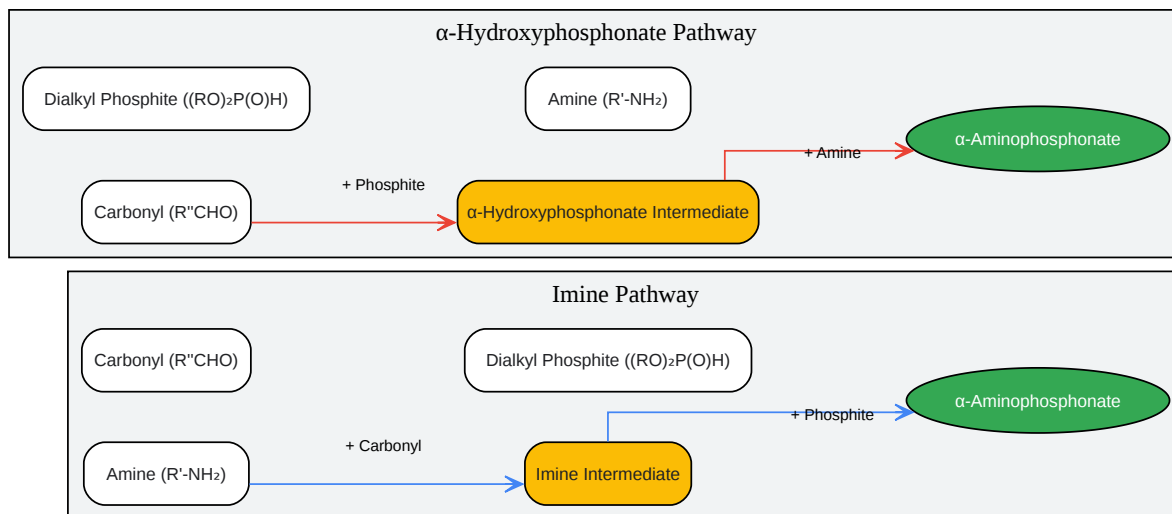 α-Hydroxyphosphonate Pathway
Dialkyl Phosphite ((RO)₂P(O)H)
Amine (R'-NH₂)
α-Aminophosphonate
+ Amine
+ Phosphite
Carbonyl (R"CHO)
α-Hydroxyphosphonate Intermediate
Imine Pathway
Carbonyl (R"CHO)
Dialkyl Phosphite ((RO)₂P(O)H)
α-Aminophosphonate
+ Phosphite
+ Carbonyl
Amine (R'-NH₂)
Imine Intermediate